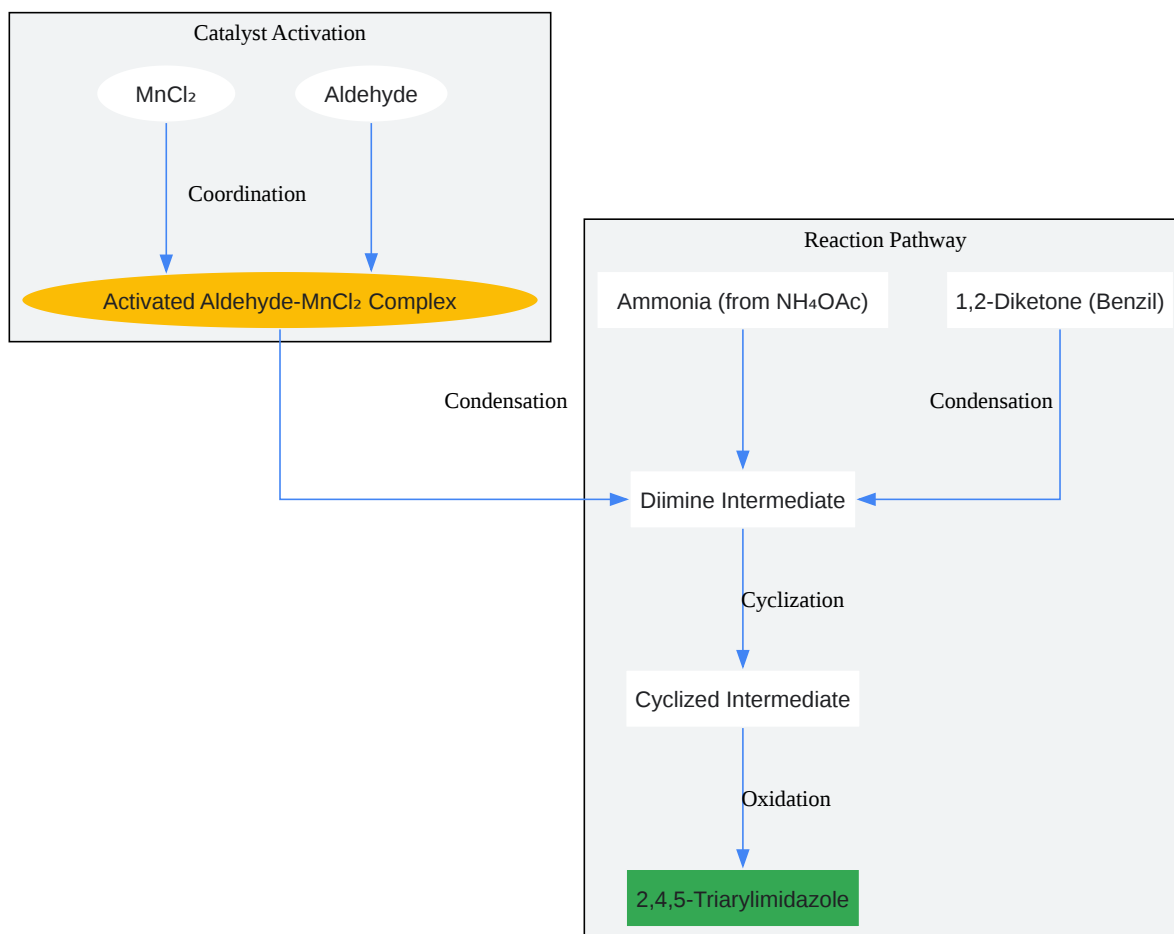 Catalyst Activation
MnCl₂
Aldehyde
Coordination
Activated Aldehyde-MnCl₂ Complex
Reaction Pathway
Ammonia (from NH₄OAc)
1,2-Diketone (Benzil)
Condensation
Condensation
Diimine Intermediate
Cyclization
Cyclized Intermediate
Oxidation
2,4,5-Triarylimidazole